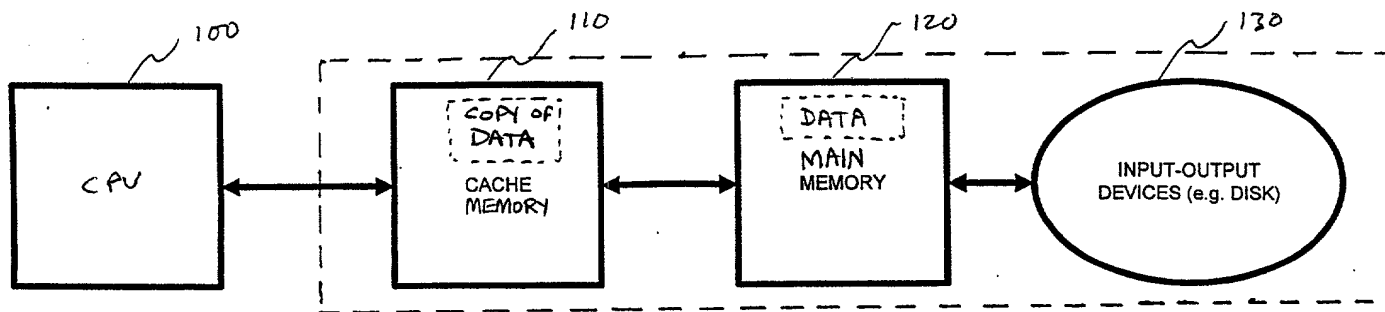 100
110
120
130
CPU
COPY OF
DATA
CACHE
MEMORY
DATA
MAIN
MEMORY
INPUT-OUTPUT
DEVICES (e.g. DISK)